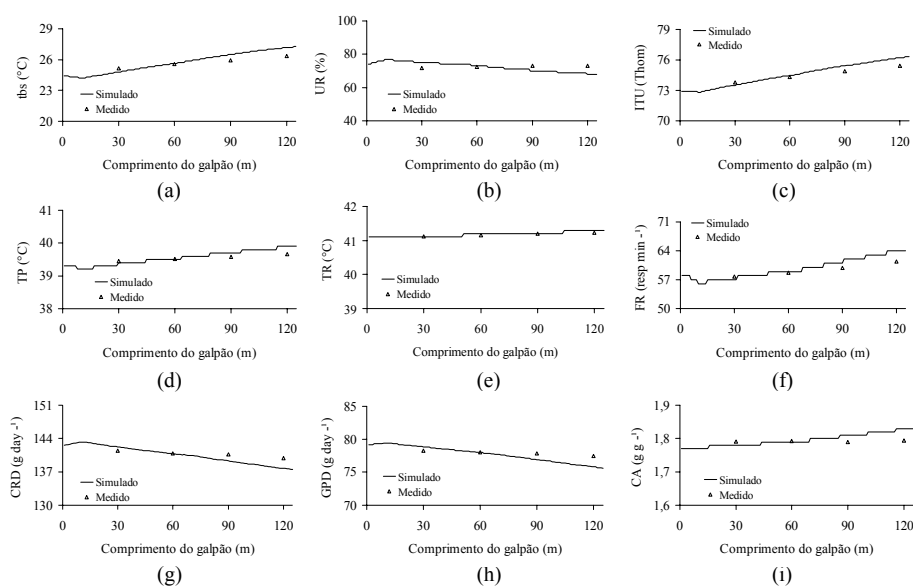 29
26
23
20
tbs (°C)
Simulado
Medido
0 30 60 90 120
Comprimento do galpão (m)
(a)
100
80
60
40
UR (%)
Simulado
Medido
0 30 60 90 120
Comprimento do galpão (m)
(b)
79
76
73
70
ITU (Thom)
Simulado
Medido
0 30 60 90 120
Comprimento do galpão (m)
(c)
41
40
39
38
TP (°C)
Simulado
Medido
0 30 60 90 120
Comprimento do galpão (m)
(d)
42
41
40
39
TR (°C)
Simulado
Medido
0 30 60 90 120
Comprimento do galpão (m)
(e)
71
64
57
50
FR (resp min -¹)
Simulado
Medido
0 30 60 90 120
Comprimento do galpão (m)
(f)
151
144
137
130
CRD (g day -¹)
Simulado
Medido
0 30 60 90 120
Comprimento do galpão (m)
(g)
85
80
75
70
GPD (g day -¹)
Simulado
Medido
0 30 60 90 120
Comprimento do galpão (m)
(h)
1,9
1,8
1,7
1,6
CA (g g -¹)
Simulado
Medido
0 30 60 90 120
Comprimento do galpão (m)
(i)